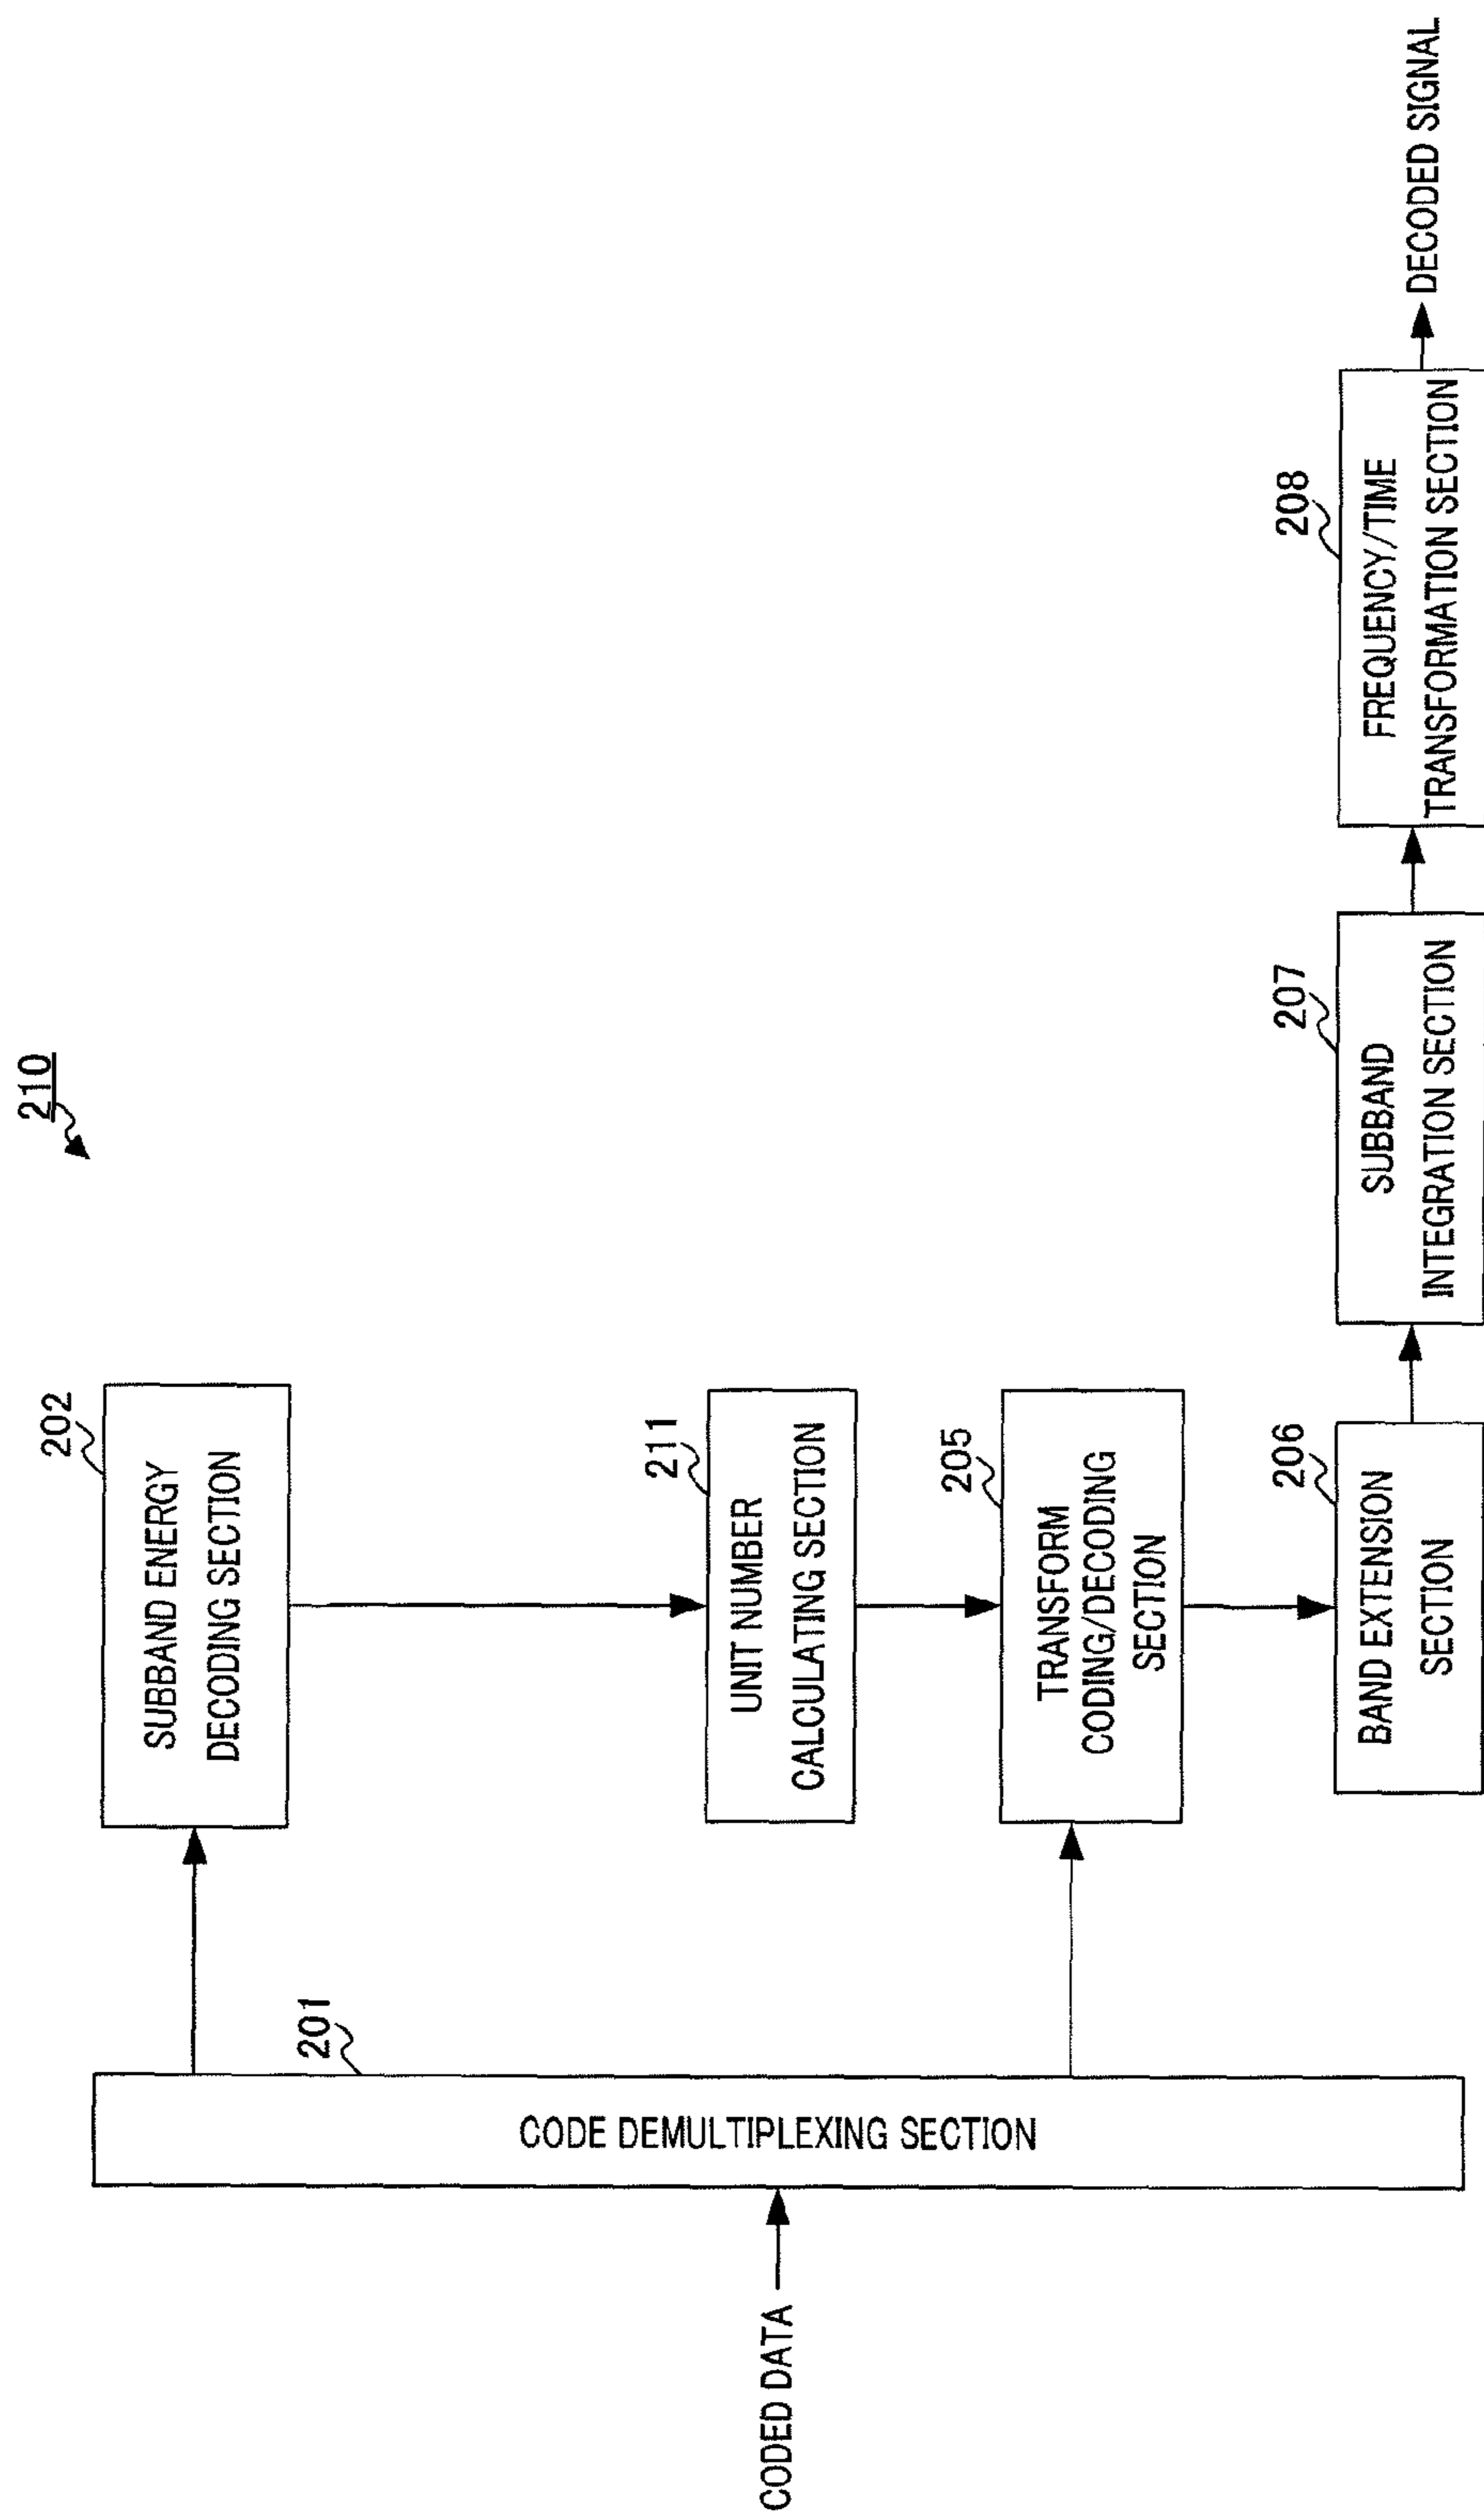 210
CODED DATA
201
CODE DEMULTIPLEXING SECTION
202
SUBBAND ENERGY
DECODING SECTION
211
UNIT NUMBER
CALCULATING SECTION
205
TRANSFORM
CODING/DECODING
SECTION
206
BAND EXTENSION
SECTION
207
SUBBAND
INTEGRATION SECTION
208
FREQUENCY/TIME
TRANSFORMATION SECTION
DECODED SIGNAL